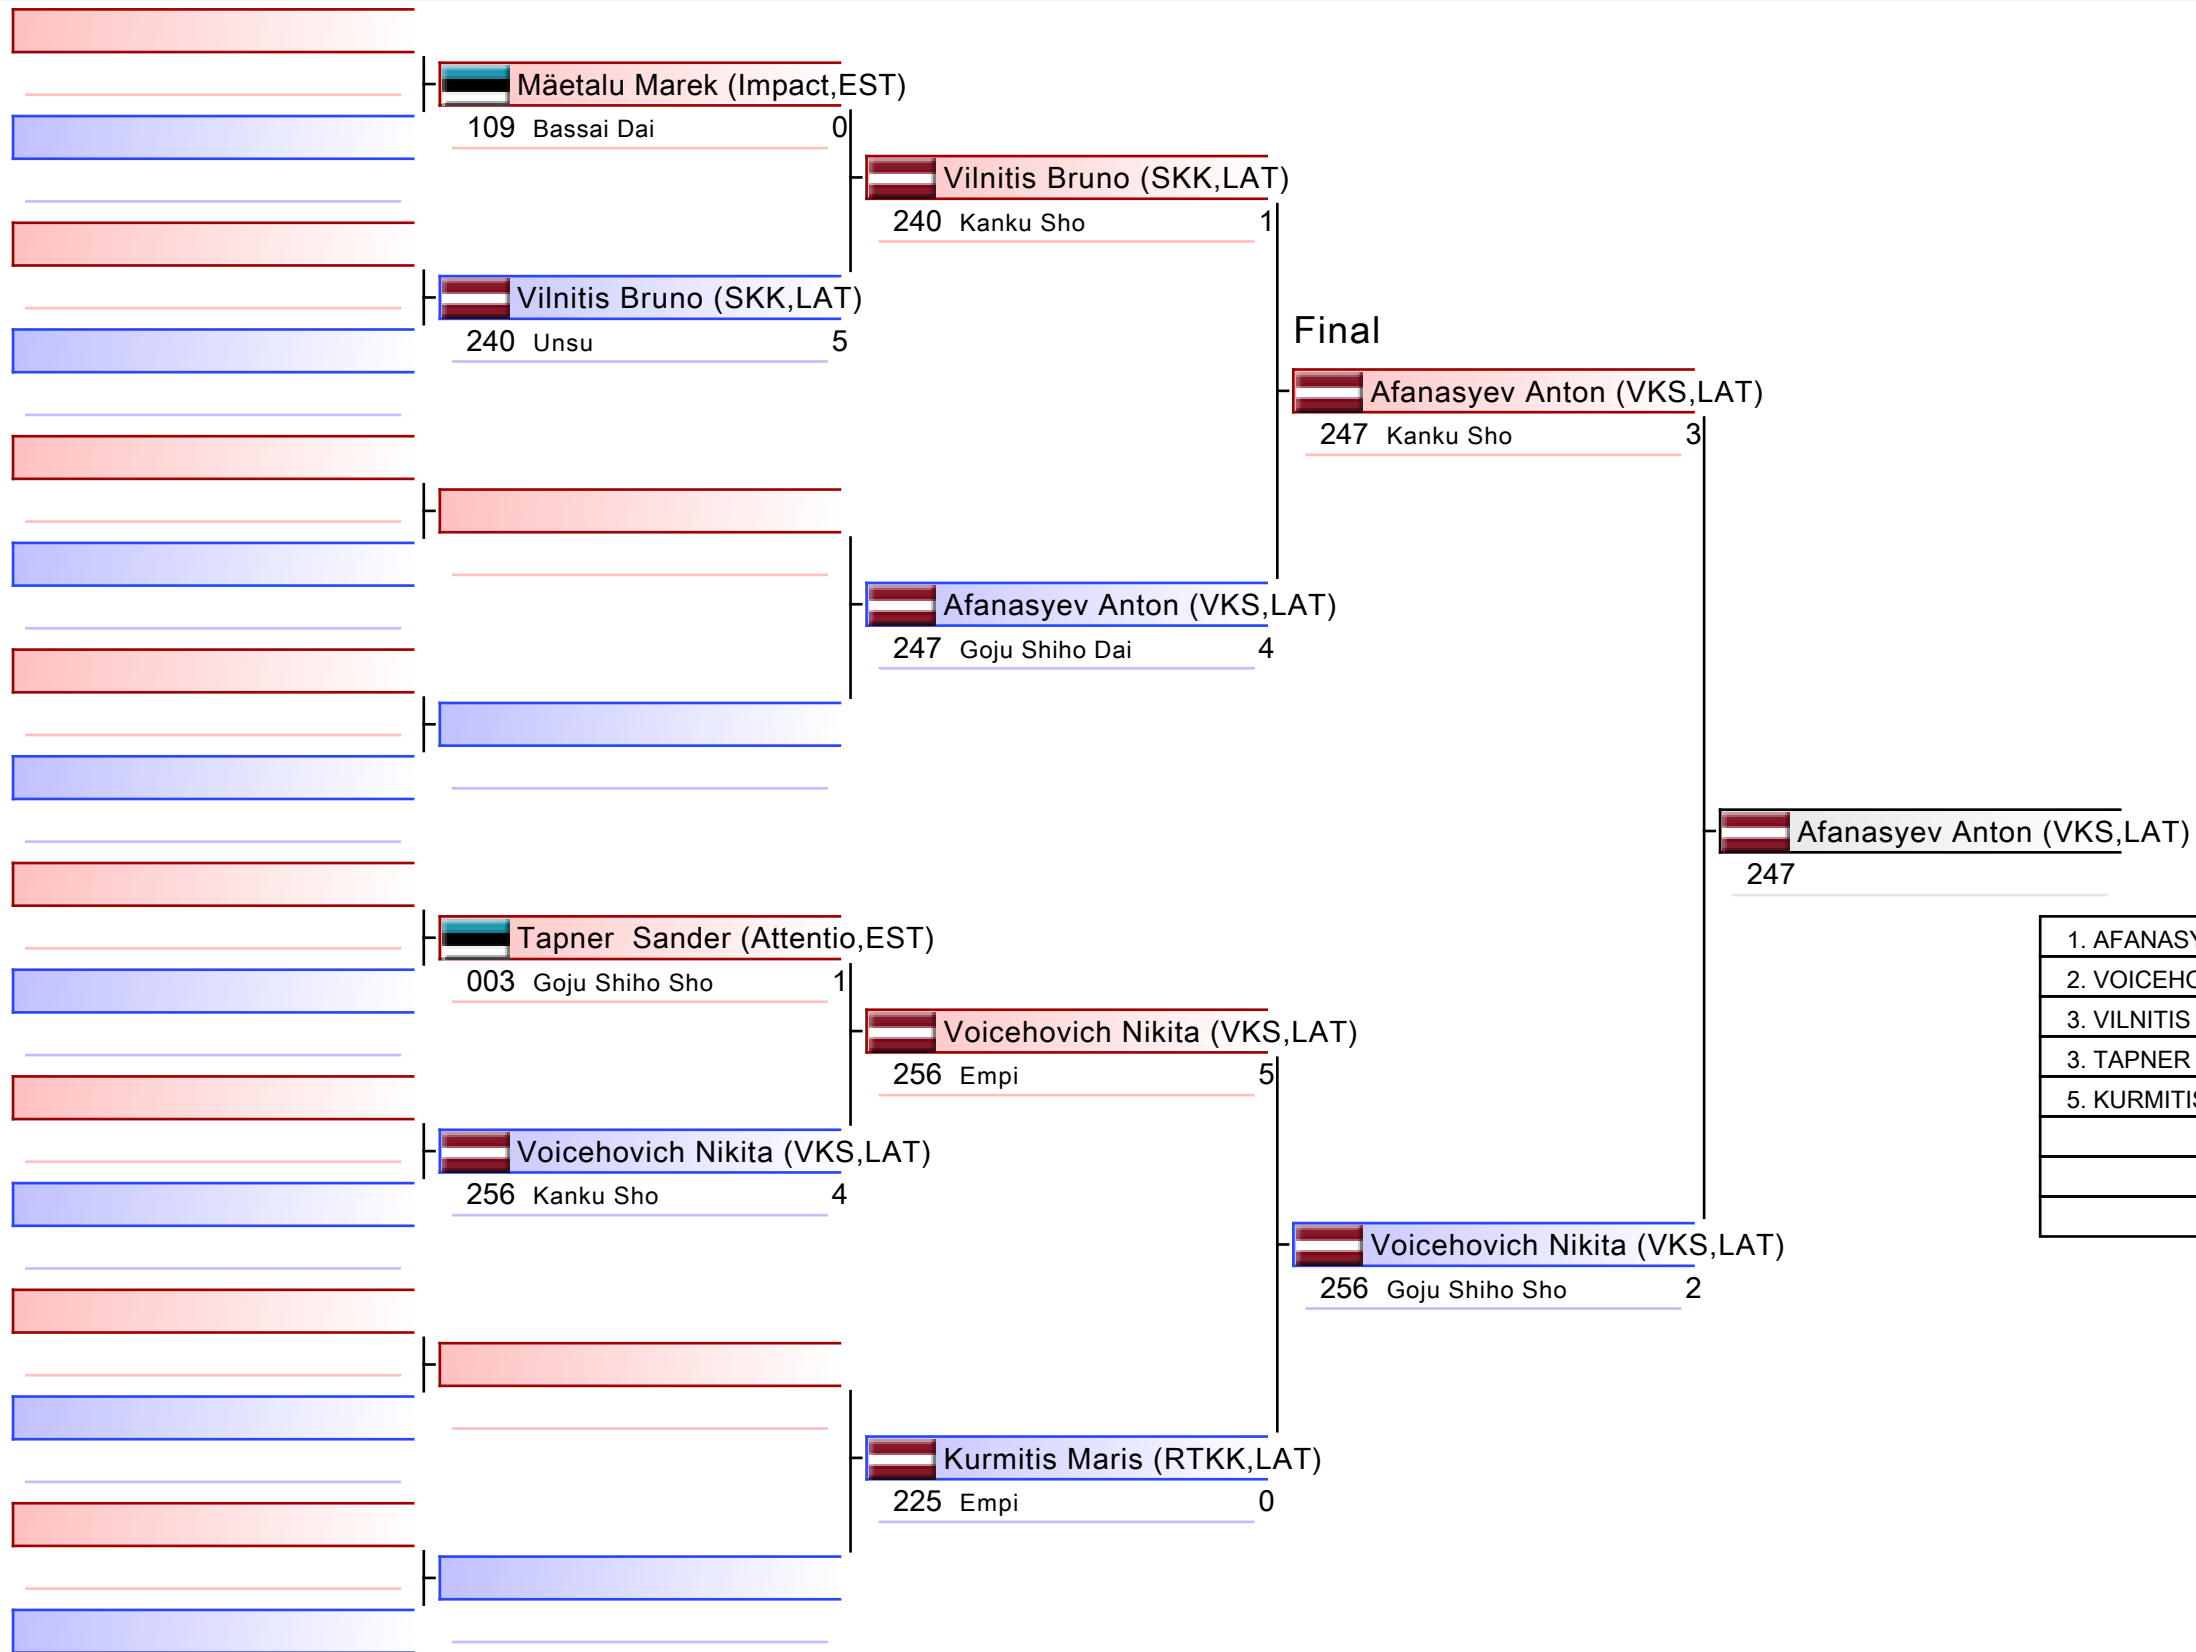 Mäetalu Marek (Impact,EST)
109 Bassai Dai 0
Vilnitis Bruno (SKK,LAT)
240 Kanku Sho 1
Vilnitis Bruno (SKK,LAT)
240 Unsu 5
Final
Afanasyev Anton (VKS,LAT)
247 Kanku Sho 3
Afanasyev Anton (VKS,LAT)
247 Goju Shiho Dai 4
Afanasyev Anton (VKS,LAT)
247
Tapner Sander (Attentio,EST)
003 Goju Shiho Sho 1
Voicehovich Nikita (VKS,LAT)
256 Empi 5
Voicehovich Nikita (VKS,LAT)
256 Kanku Sho 4
Voicehovich Nikita (VKS,LAT)
256 Goju Shiho Sho 2
Kurmitis Maris (RTKK,LAT)
225 Empi 0
1. AFANASY
2. VOICEHO
3. VILNITIS
3. TAPNER
5. KURMITIS